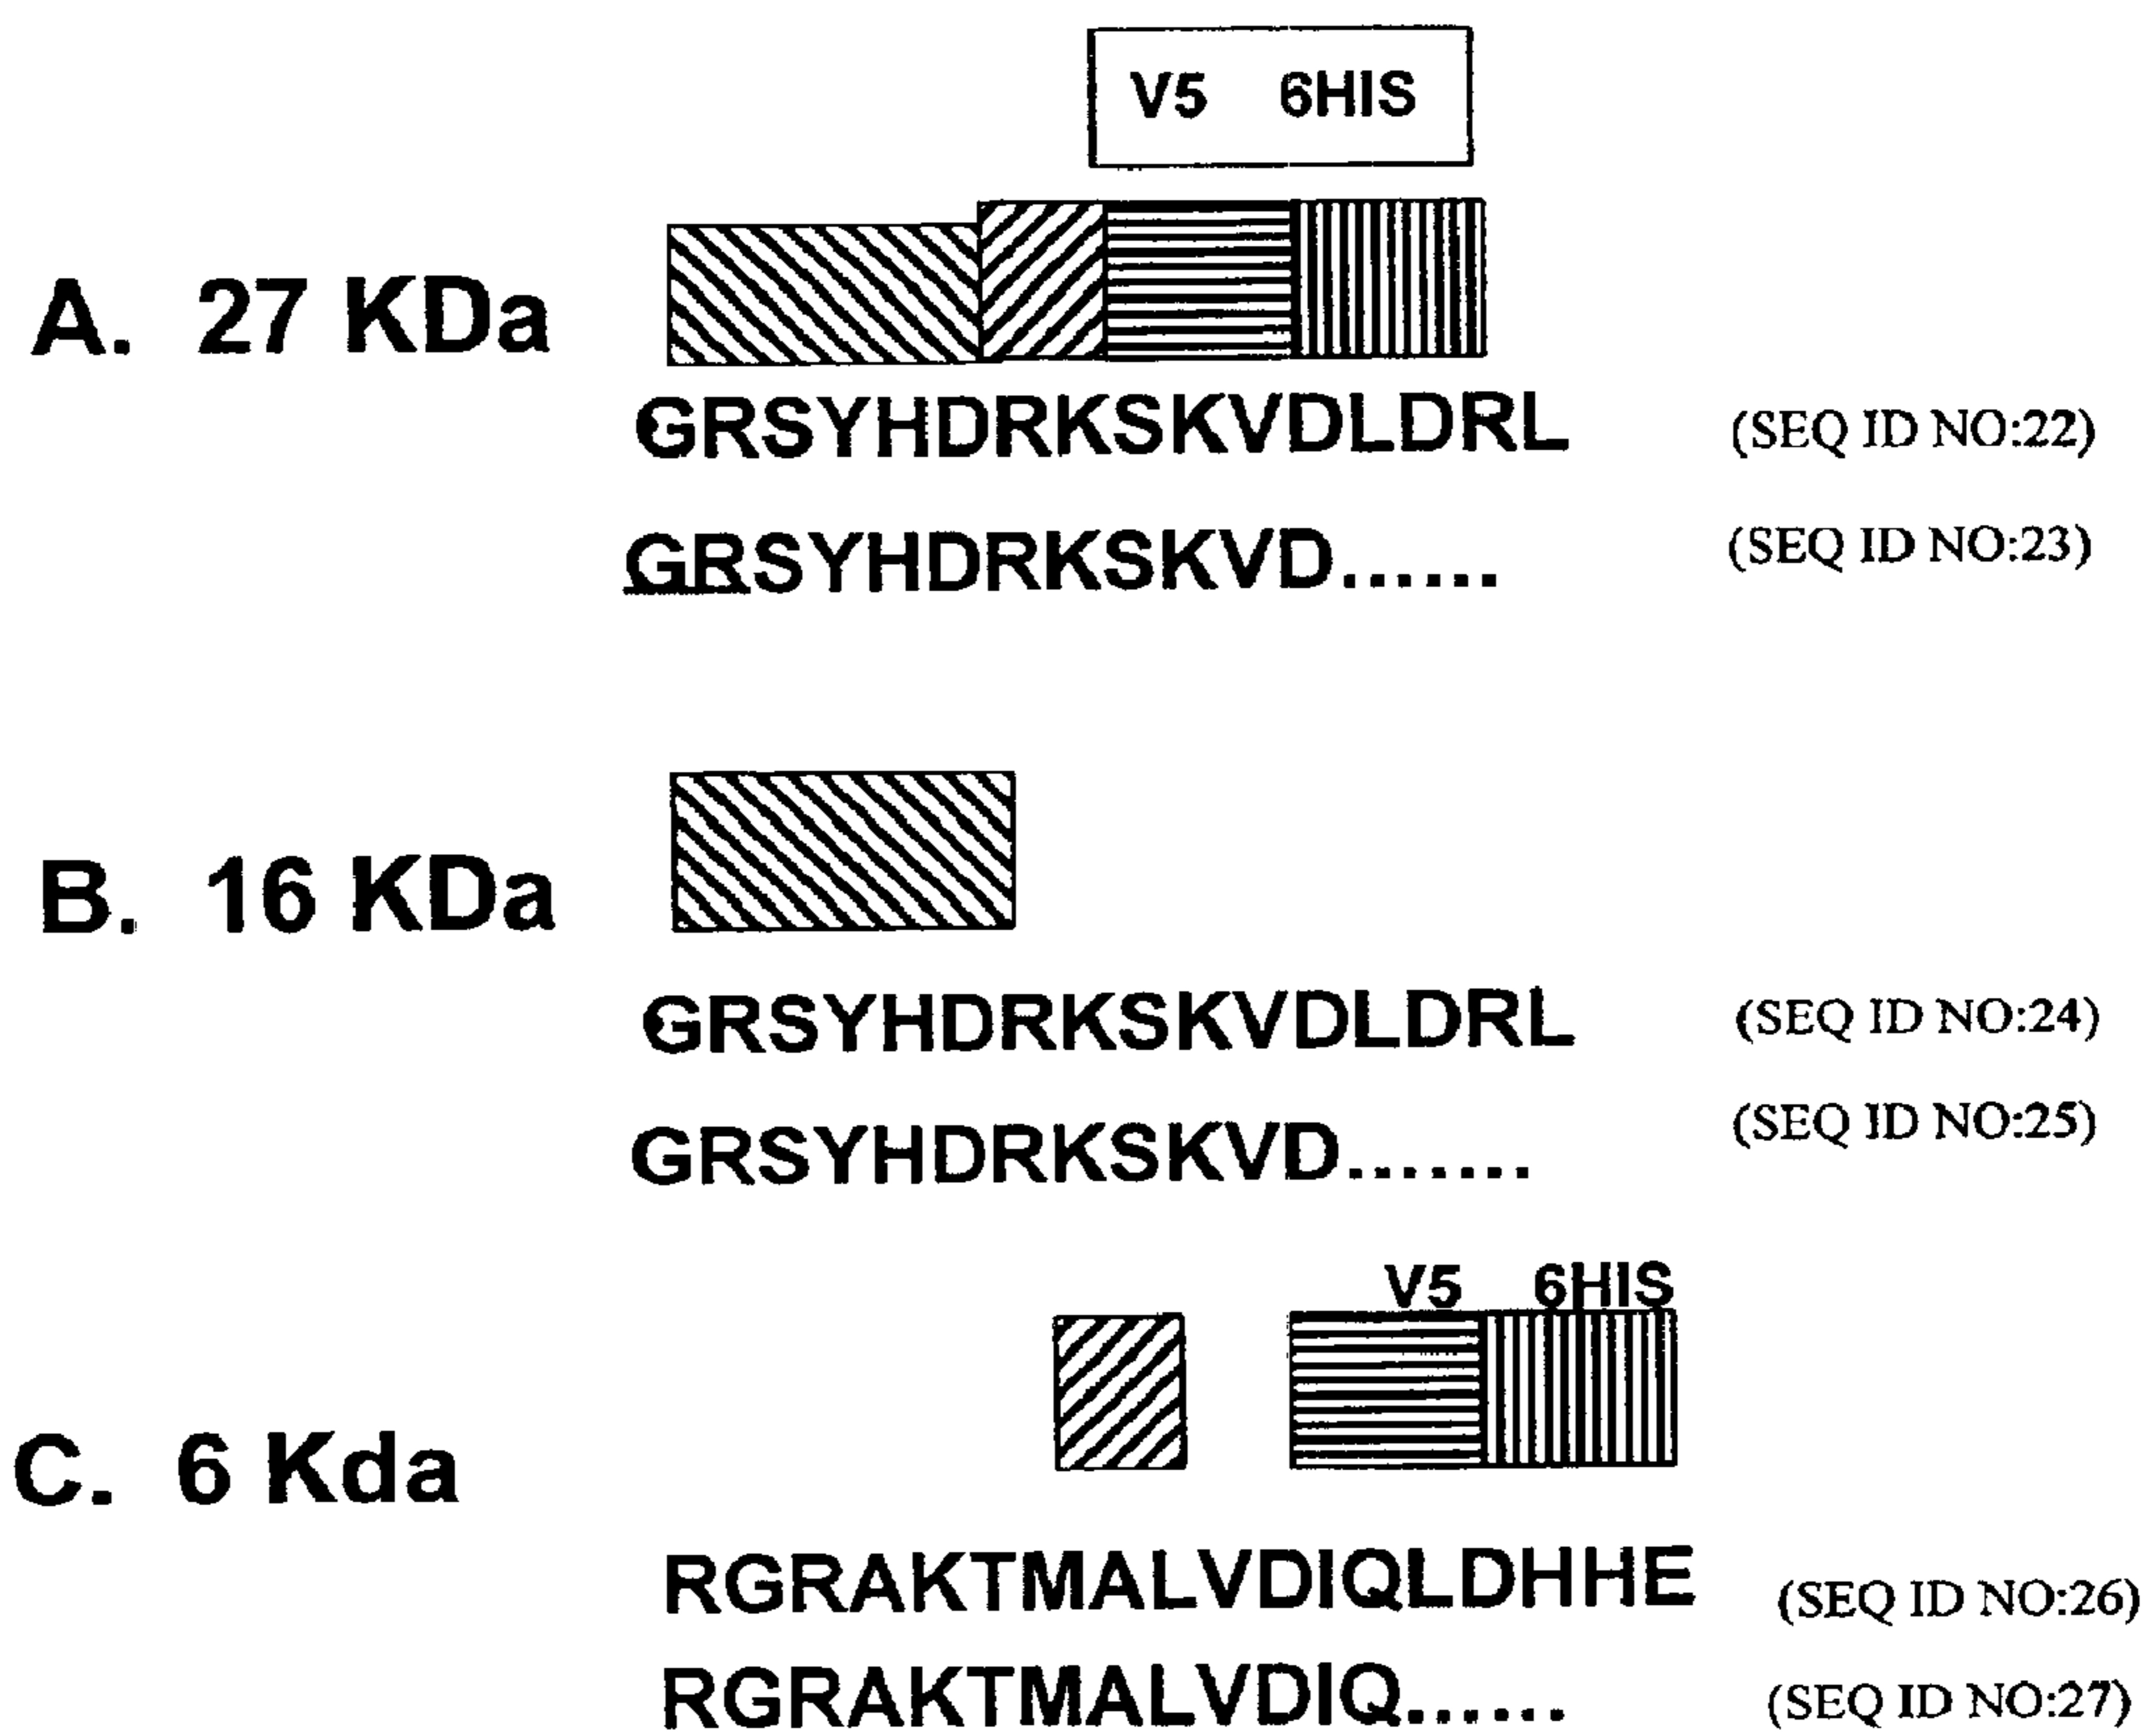 V5 6HIS
A. 27 KDa
GRSYHDRKSKVDLDRL (SEQ ID NO:22)
GRSYHDRKSKVD...... (SEQ ID NO:23)
B. 16 KDa
GRSYHDRKSKVDLDRL (SEQ ID NO:24)
GRSYHDRKSKVD....... (SEQ ID NO:25)
V5 6HIS
C. 6 Kda
RGRAKTMALVDIQLDHHE (SEQ ID NO:26)
RGRAKTMALVDIQ...... (SEQ ID NO:27)